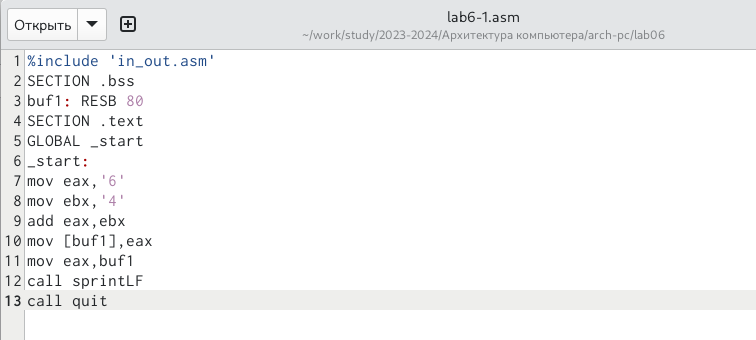 Открыть
lab6-1.asm
~/work/study/2023-2024/Архитектура компьютера/arch-pc/lab06
1 %include 'in_out.asm'
2 SECTION .bss
3 buf1: RESB 80
4 SECTION .text
5 GLOBAL _start
6 _start:
7 mov eax,'6'
8 mov ebx,'4'
9 add eax,ebx
10 mov [buf1],eax
11 mov eax,buf1
12 call sprintLF
13 call quit